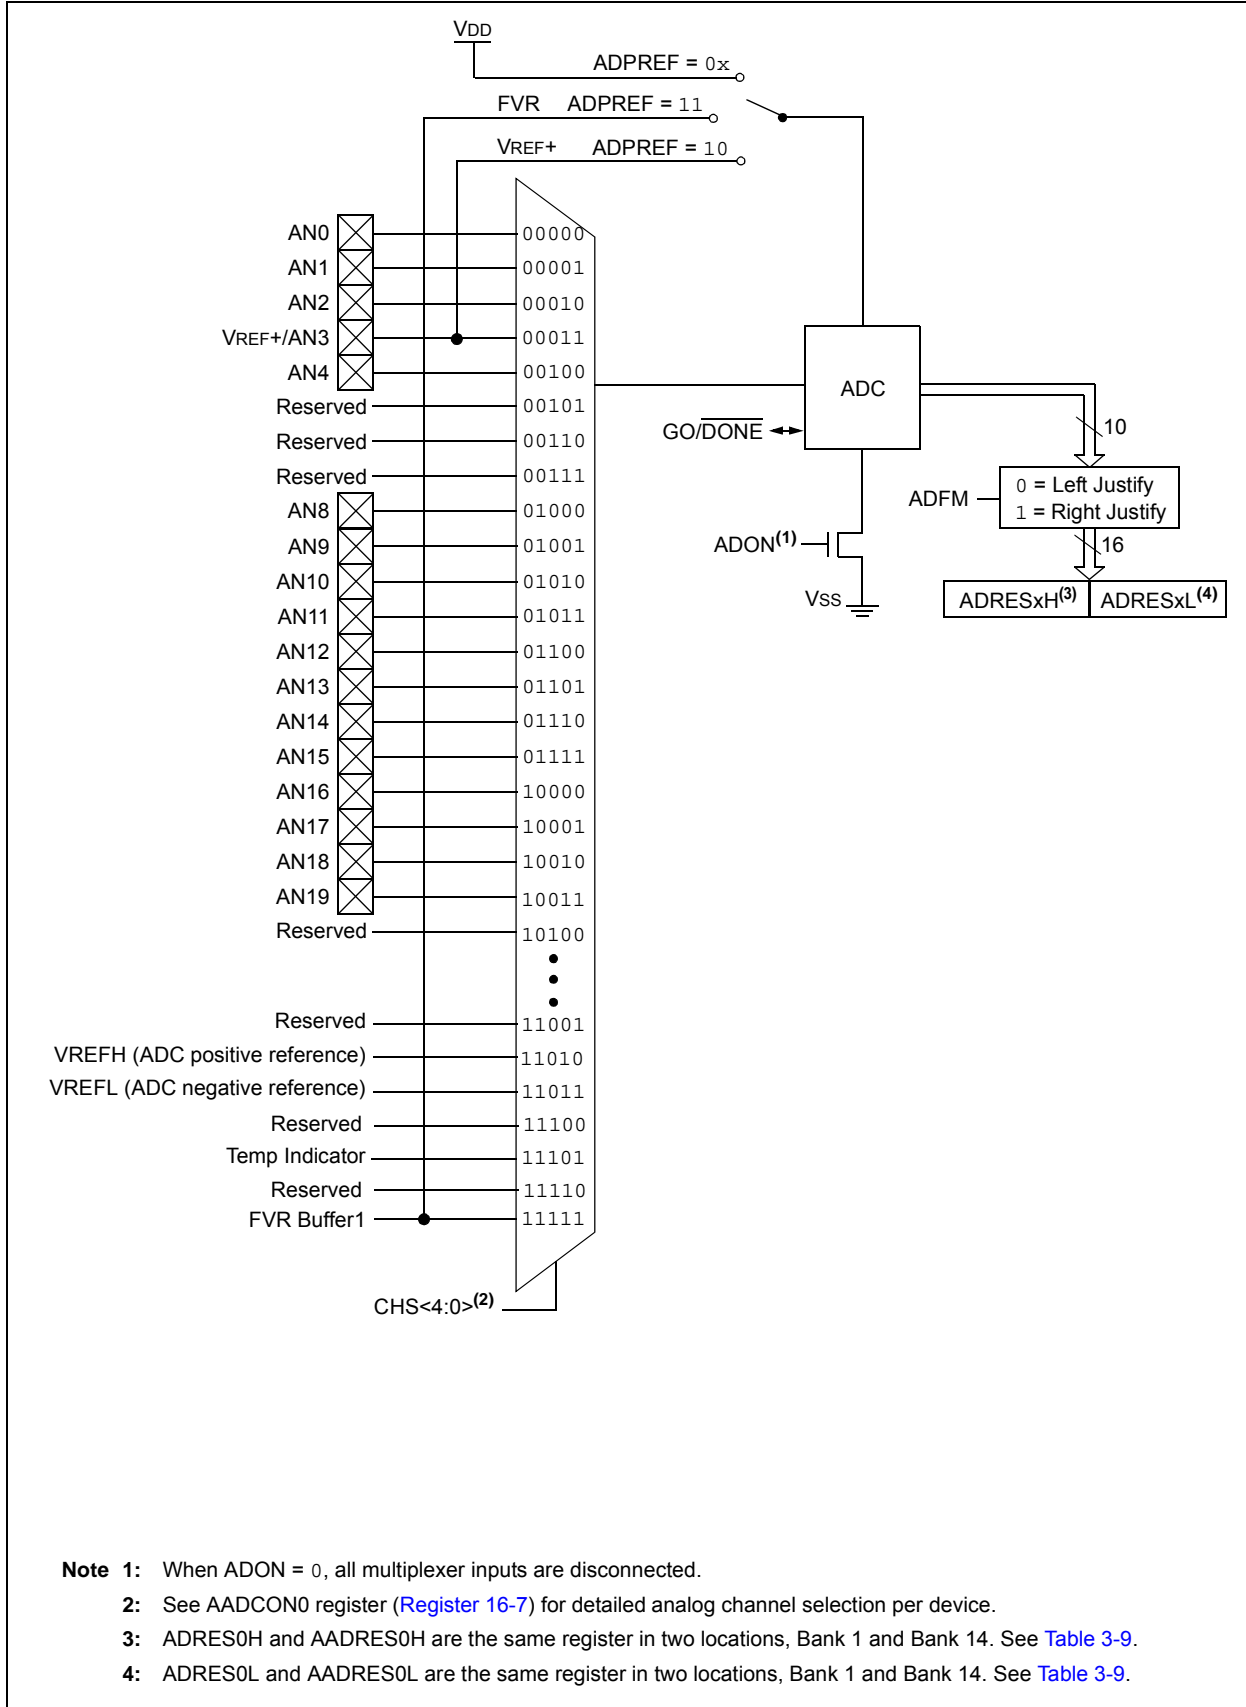 VDD
ADPREF = 0x
FVR ADPREF = 11
VREF+ ADPREF = 10
AN0 00000
AN1 00001
AN2 00010
VREF+/AN3 00011
AN4 00100
Reserved 00101
Reserved 00110
Reserved 00111
AN8 01000
AN9 01001
AN10 01010
AN11 01011
AN12 01100
AN13 01101
AN14 01110
AN15 01111
AN16 10000
AN17 10001
AN18 10010
AN19 10011
Reserved 10100
Reserved 11001
VREFH (ADC positive reference) 11010
VREFL (ADC negative reference) 11011
Reserved 11100
Temp Indicator 11101
Reserved 11110
FVR Buffer1 11111
CHS<4:0>(2)
ADC
GO/DONE
10
ADFM
0 = Left Justify
1 = Right Justify
ADON(1)
16
VSS
ADRESxH(3) ADRESxL(4)
Note 1: When ADON = 0, all multiplexer inputs are disconnected.
2: See AADCON0 register (Register 16-7) for detailed analog channel selection per device.
3: ADRES0H and AADRES0H are the same register in two locations, Bank 1 and Bank 14. See Table 3-9.
4: ADRES0L and AADRES0L are the same register in two locations, Bank 1 and Bank 14. See Table 3-9.